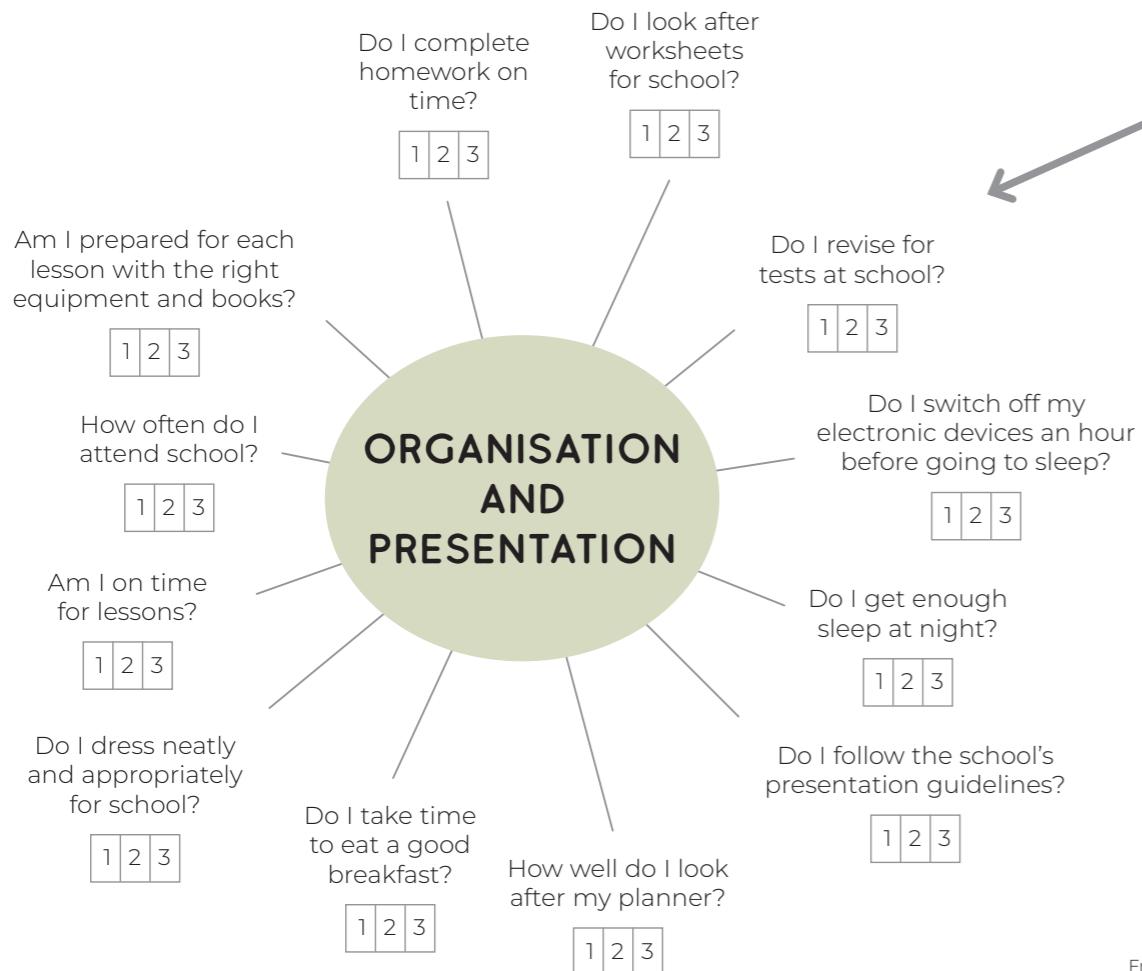 Do I complete
homework on
time?
1 2 3
Do I look after
worksheets
for school?
1 2 3
Am I prepared for each
lesson with the right
equipment and books?
1 2 3
Do I revise for
tests at school?
1 2 3
How often do I
attend school?
1 2 3
ORGANISATION
AND
PRESENTATION
Do I switch off my
electronic devices an hour
before going to sleep?
1 2 3
Am I on time
for lessons?
1 2 3
Do I get enough
sleep at night?
1 2 3
Do I dress neatly
and appropriately
for school?
1 2 3
Do I follow the school’s
presentation guidelines?
1 2 3
Do I take time
to eat a good
breakfast?
1 2 3
How well do I look
after my planner?
1 2 3